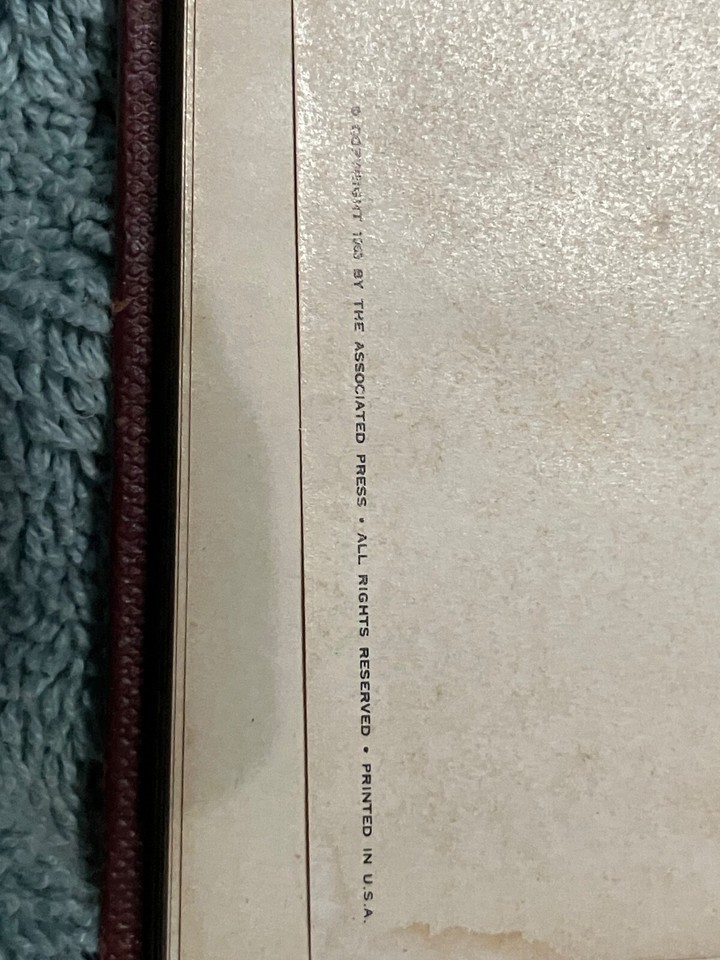 © COPYRIGHT BY THE ASSOCIATED PRESS • ALL RIGHTS RESERVED • PRINTED IN U.S.A.